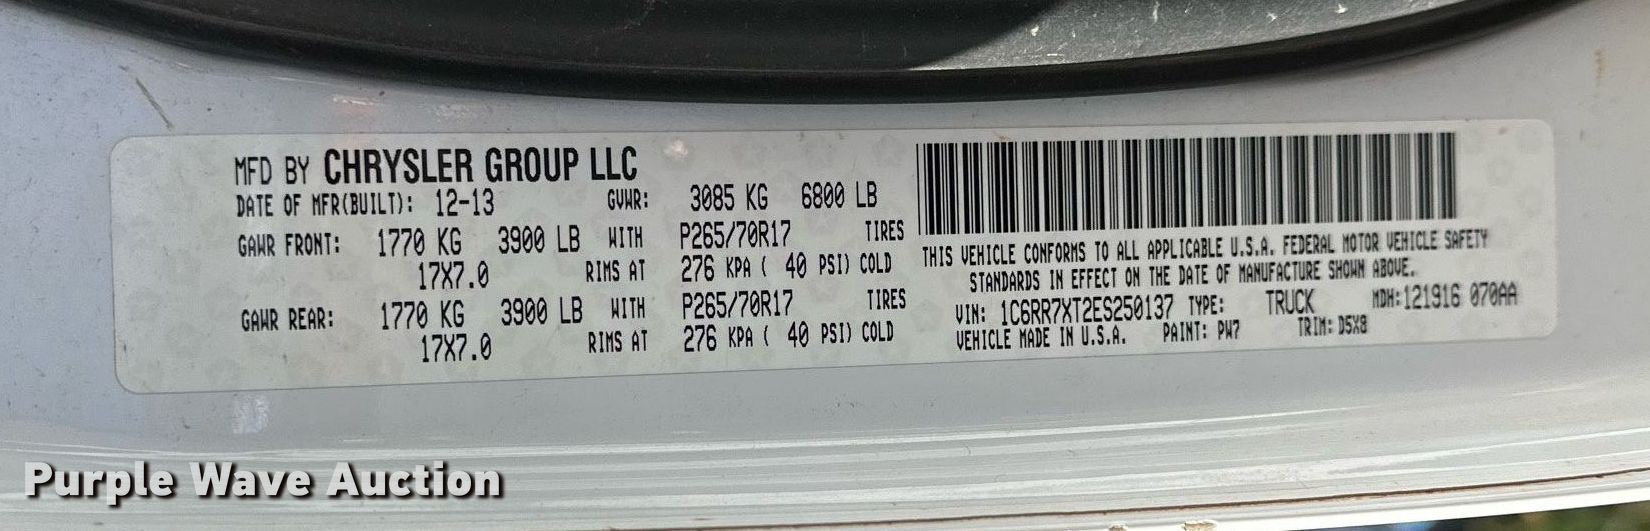 MFD BY CHRYSLER GROUP LLC
DATE OF MFR(BUILT): 12-13 GVWR: 3085 KG 6800 LB
GAWR FRONT: 1770 KG 3900 LB WITH P265/70R17 TIRES
17X7.0 RIMS AT 276 KPA ( 40 PSI) COLD
GAWR REAR: 1770 KG 3900 LB WITH P265/70R17 TIRES
17X7.0 RIMS AT 276 KPA ( 40 PSI) COLD
THIS VEHICLE CONFORMS TO ALL APPLICABLE U.S.A. FEDERAL MOTOR VEHICLE SAFETY
STANDARDS IN EFFECT ON THE DATE OF MANUFACTURE SHOWN ABOVE.
VIN: 1C6RR7XT2ES250137 TYPE: TRUCK MDH:121916 070AA
VEHICLE MADE IN U.S.A. PAINT: PW7 TRIM: D5X8
Purple Wave Auction